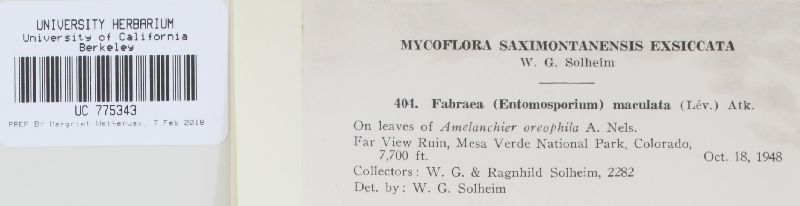 UNIVERSITY HERBARIUM
University of California
Berkeley
UC 775343
PREP BY Margriet Wetherwax, 7 Feb 2018
MYCOFLORA SAXIMONTANENSIS EXSICCATA
W. G. Solheim
404. Fabraea (Entomosporium) maculata (Lév.) Atk.
On leaves of Amelanchier oreophila A. Nels.
Far View Ruin, Mesa Verde National Park, Colorado,
7,700 ft. Oct. 18, 1948
Collectors: W. G. & Ragnhild Solheim, 2282
Det. by: W. G. Solheim